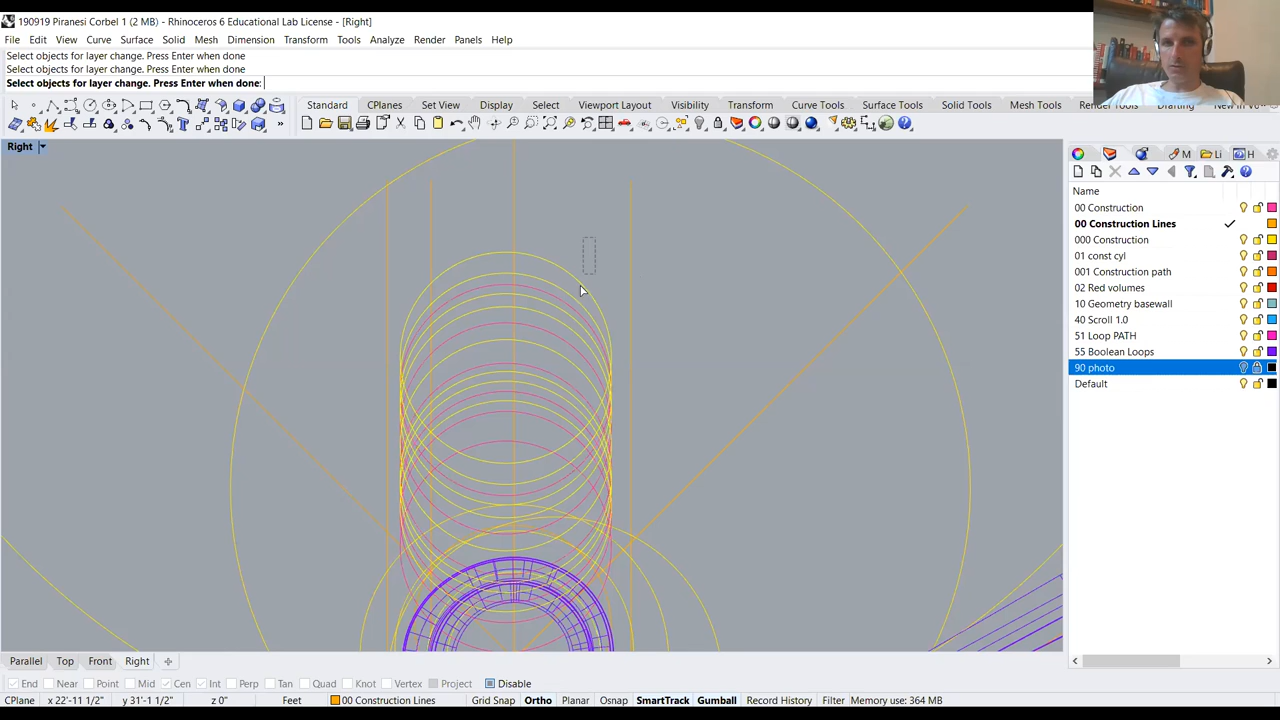 190919 Piranesi Corbel 1 (2 MB) - Rhinoceros 6 Educational Lab License - [Right]
File Edit View Curve Surface Solid Mesh Dimension Transform Tools Analyze Render Panels Help
Select objects for layer change. Press Enter when done
Select objects for layer change. Press Enter when done
Select objects for layer change. Press Enter when done:
Standard CPlanes Set View Display Select Viewport Layout Visibility Transform Curve Tools Surface Tools Solid Tools Mesh Tools Render Tools Drafting New in V6
Right
M Li H
Name
00 Construction
00 Construction Lines
000 Construction
01 const cyl
001 Construction path
02 Red volumes
10 Geometry basewall
40 Scroll 1.0
51 Loop PATH
55 Boolean Loops
90 photo
Default
Parallel Top Front Right
End Near Point Mid Cen Int Perp Tan Quad Knot Vertex Project Disable
CPlane x 22'-11 1/2" y 31'-1 1/2" z 0" Feet 00 Construction Lines Grid Snap Ortho Planar Osnap SmartTrack Gumball Record History Filter Memory use: 364 MB